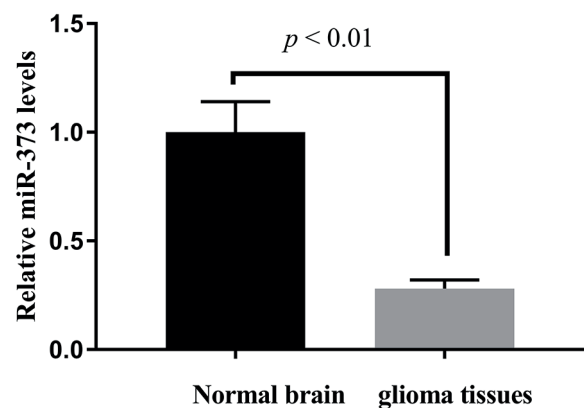 p < 0.01
Relative miR-373 levels
1.5
1.0
0.5
0.0
Normal brain
glioma tissues